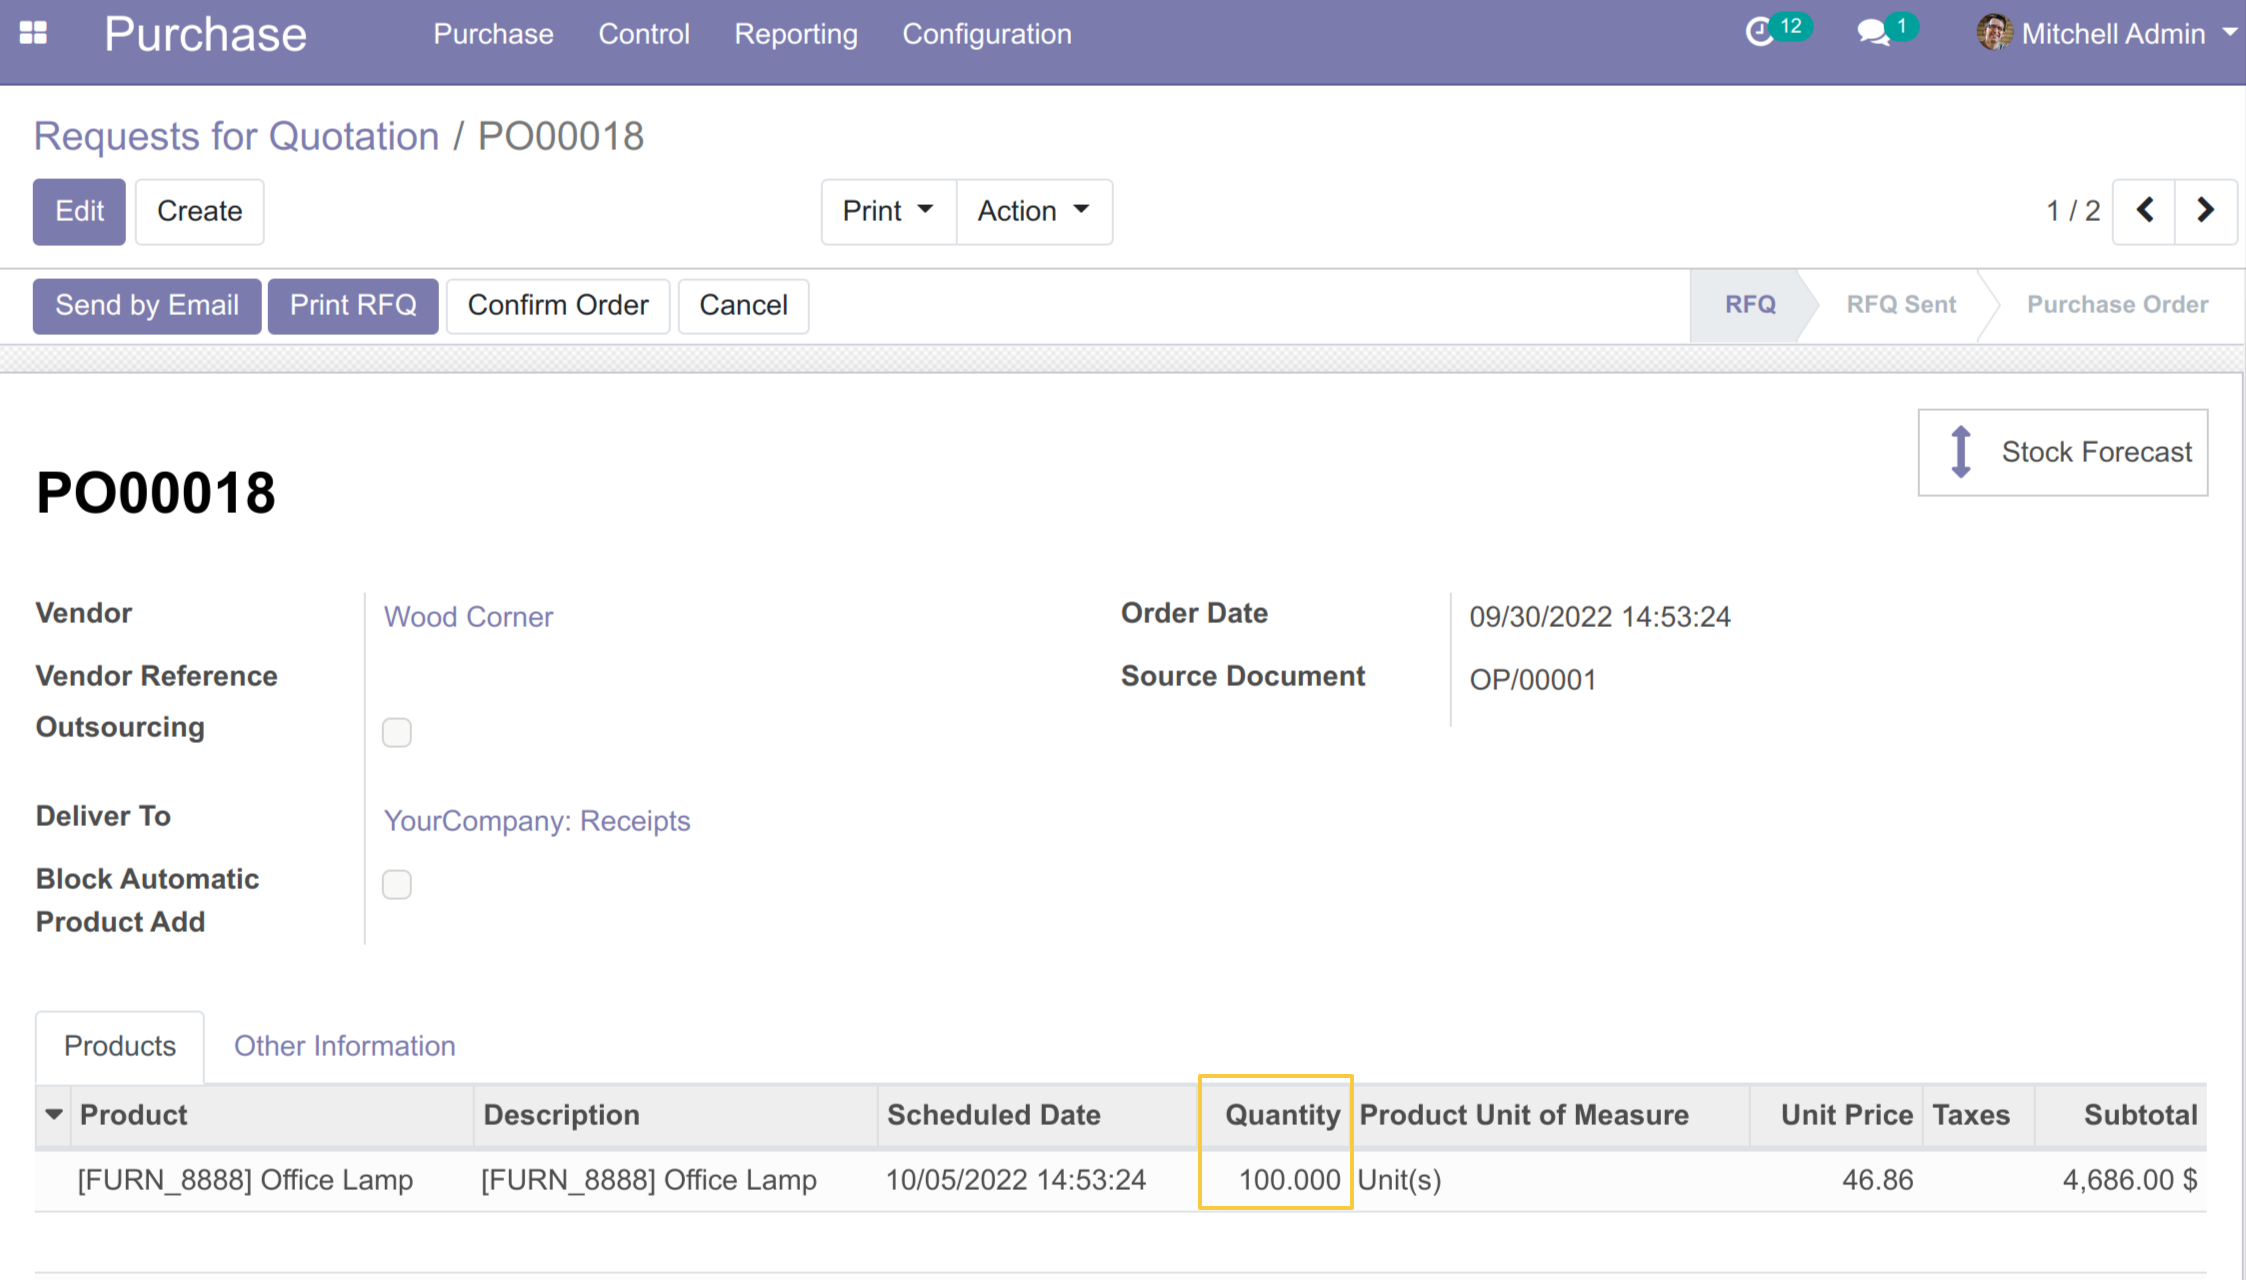 Purchase Purchase Control Reporting Configuration 12 1 Mitchell Admin
Requests for Quotation / PO00018
Edit Create Print Action 1 / 2
Send by Email Print RFQ Confirm Order Cancel RFQ RFQ Sent Purchase Order
Stock Forecast
PO00018
Vendor Wood Corner Order Date 09/30/2022 14:53:24
Vendor Reference Source Document OP/00001
Outsourcing
Deliver To YourCompany: Receipts
Block Automatic
Product Add
Products Other Information
Product Description Scheduled Date Quantity Product Unit of Measure Unit Price Taxes Subtotal
[FURN_8888] Office Lamp [FURN_8888] Office Lamp 10/05/2022 14:53:24 100.000 Unit(s) 46.86 4,686.00 $